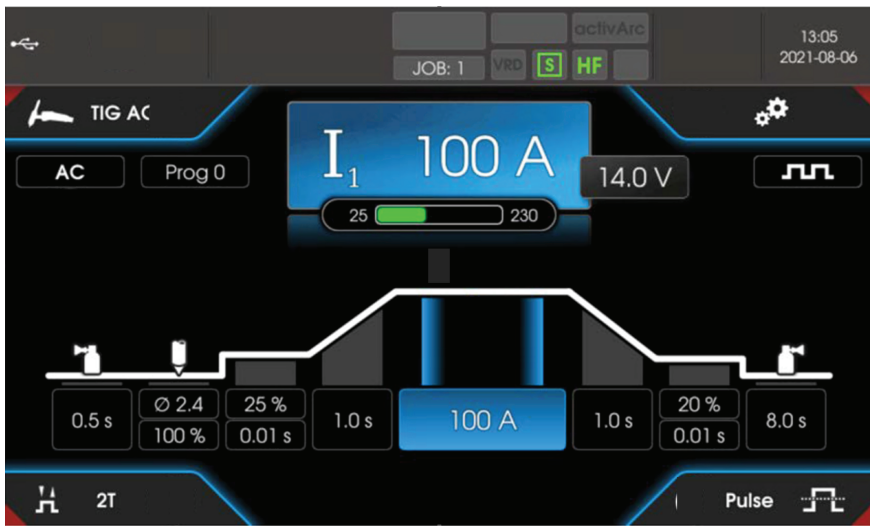 activArc
13:05
JOB: 1 VRD S HF
2021-08-06
TIG AC
I1 100 A
AC Prog 0
14.0 V
25 230
0.5 s Ø 2.4 25 % 1.0 s 100 A 1.0 s 20 % 8.0 s
100 % 0.01 s 0.01 s
2T Pulse